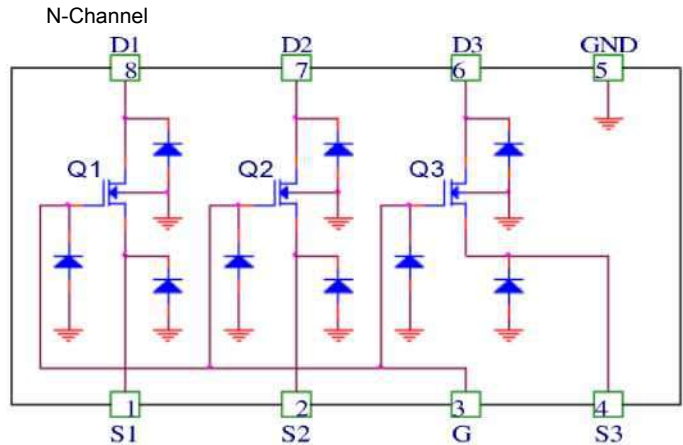 N-Channel
D1 D2 D3 GND
8 7 6 5
Q1 Q2 Q3
1 2 3 4
S1 S2 G S3